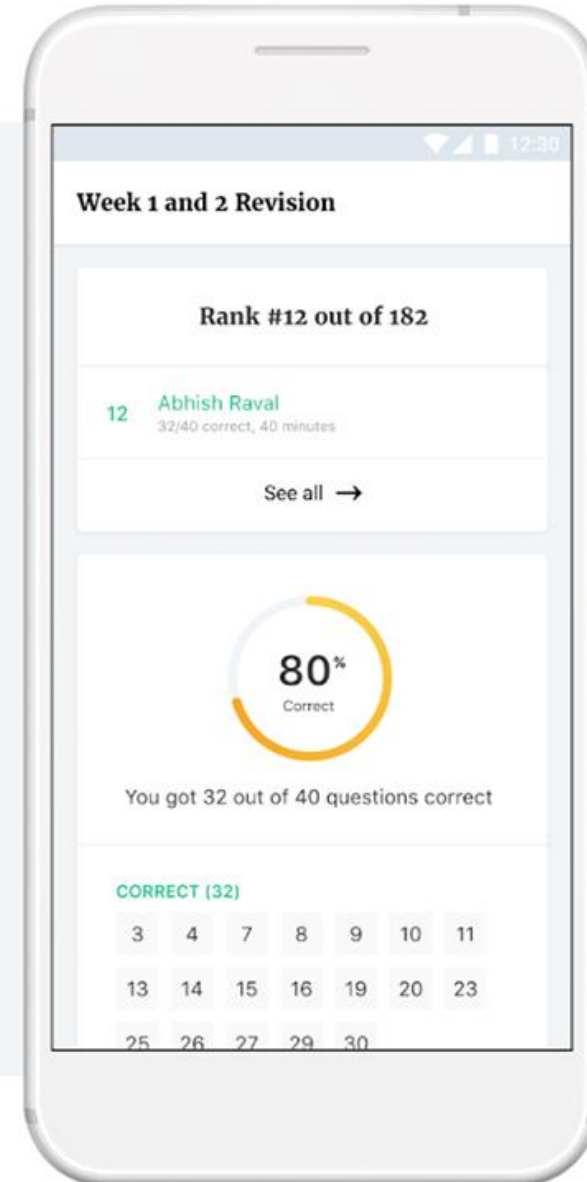 12:30
Week 1 and 2 Revision
Rank #12 out of 182
12 Abhish Raval
32/40 correct, 40 minutes
See all →
80%
Correct
You got 32 out of 40 questions correct
CORRECT (32)
3 4 7 8 9 10 11
13 14 15 16 19 20 23
25 26 27 29 30